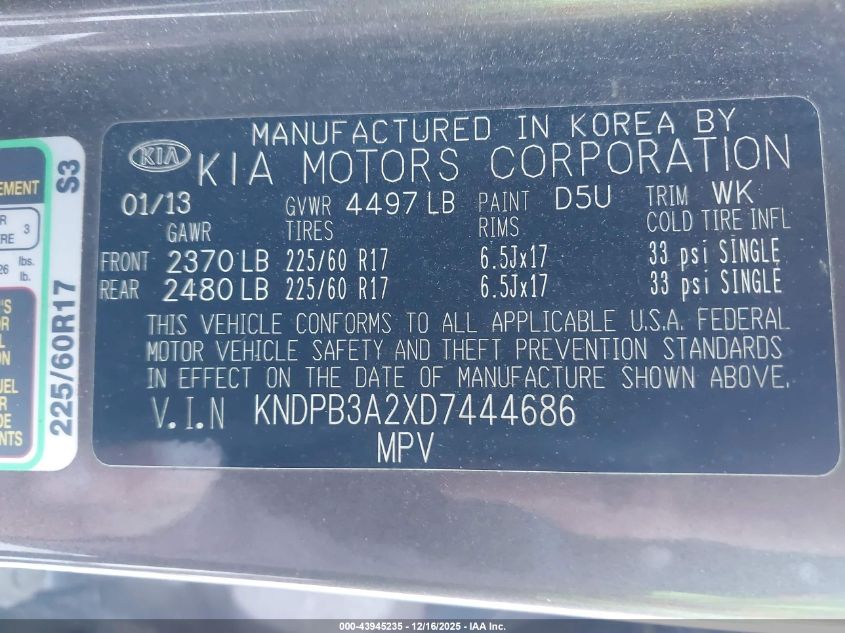 MANUFACTURED IN KOREA BY
KIA KIA MOTORS CORPORATION
01/13 GVWR 4497 LB PAINT D5U TRIM WK
GAWR TIRES RIMS COLD TIRE INFL
FRONT 2370 LB 225/60 R17 6.5Jx17 33 psi SINGLE
REAR 2480 LB 225/60 R17 6.5Jx17 33 psi SINGLE
THIS VEHICLE CONFORMS TO ALL APPLICABLE U.S.A. FEDERAL
MOTOR VEHICLE SAFETY AND THEFT PREVENTION STANDARDS
IN EFFECT ON THE DATE OF MANUFACTURE SHOWN ABOVE.
V.I.N KNDPB3A2XD7444686
MPV
225/60R17 S3
3
26 lbs.
lb.
000-43945235 - 12/16/2025 - IAA Inc.